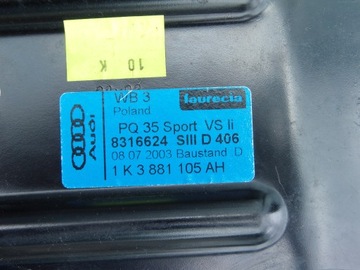 10 K
WB 3
Poland
faurecia
Audi
PQ 35 Sport VS li
8316624 SIII D 406
08.07.2003 Baustand: D
1 K 3 881 105 AH